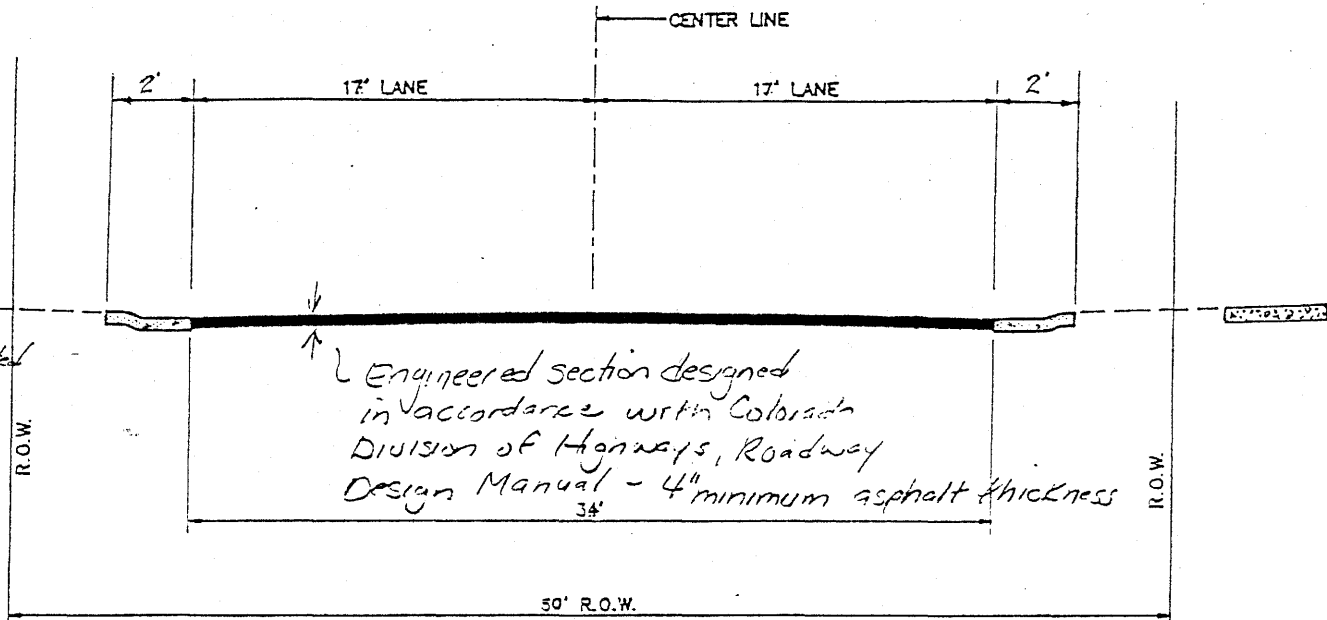 CENTER LINE
2'
17' LANE
17' LANE
2'
Engineered section designed
in accordance with Colorado
Division of Highways, Roadway
Design Manual - 4" minimum asphalt thickness
R.O.W.
R.O.W.
34'
50' R.O.W.